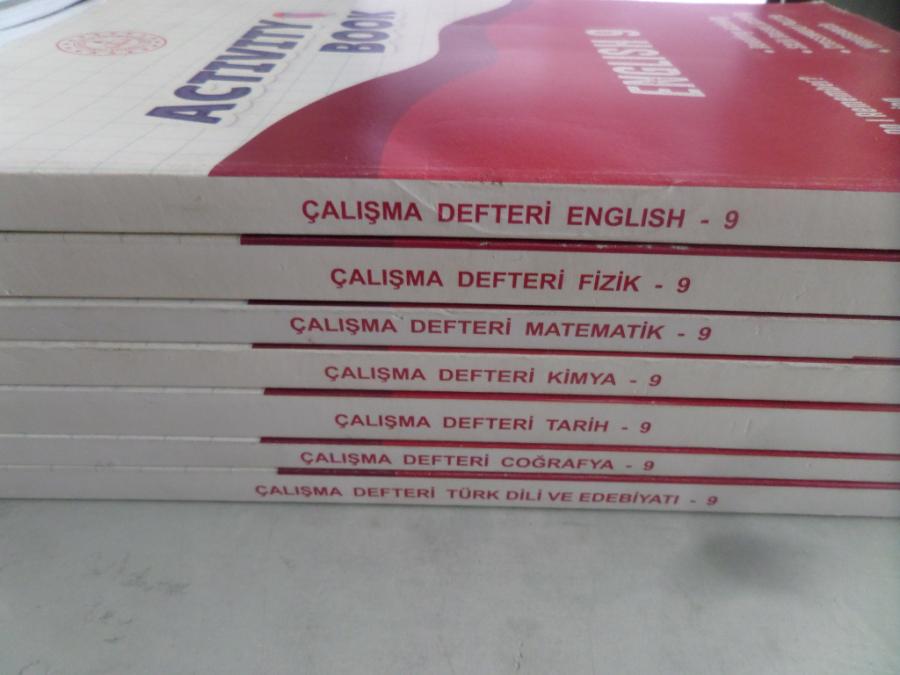 ACTIVITY
BOOK
ENGLISH 9
ÇALIŞMA DEFTERİ ENGLISH - 9
ÇALIŞMA DEFTERİ FİZİK - 9
ÇALIŞMA DEFTERİ MATEMATİK - 9
ÇALIŞMA DEFTERİ KİMYA - 9
ÇALIŞMA DEFTERİ TARİH - 9
ÇALIŞMA DEFTERİ COĞRAFYA - 9
ÇALIŞMA DEFTERİ TÜRK DİLİ VE EDEBİYATI - 9